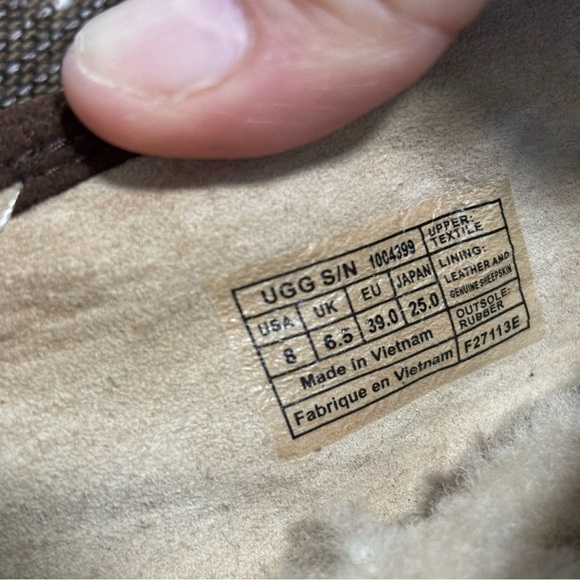 UGG S/N 1004399
USA UK EU JAPAN
8 6.5 39.0 25.0
Made in Vietnam
Fabrique en Vietnam
UPPER:
TEXTILE
LINING:
LEATHER AND
GENUINE SHEEPSKIN
OUTSOLE:
RUBBER
F27113E